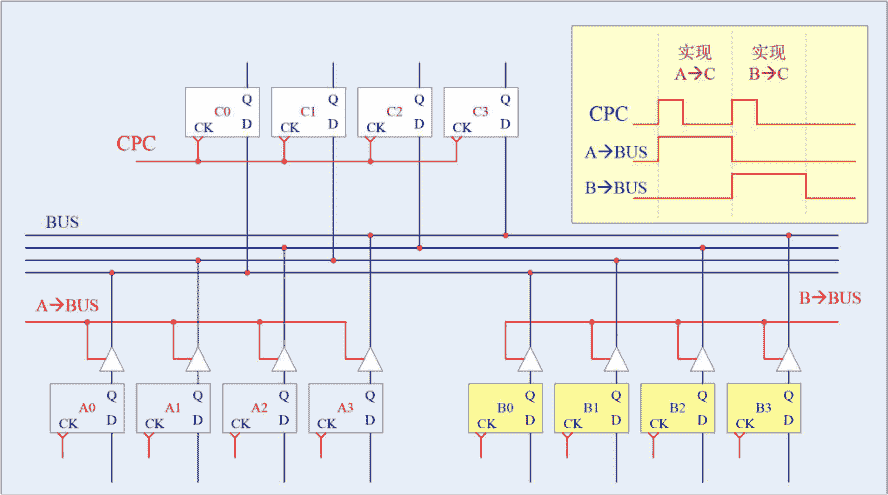 实现 实现
A→C B→C
CPC
A→BUS
B→BUS
Q Q Q Q
C0 C1 C2 C3
CK D CK D CK D CK D
CPC
BUS
A→BUS B→BUS
Q Q Q Q Q Q Q Q
A0 A1 A2 A3 B0 B1 B2 B3
CK D CK D CK D CK D CK D CK D CK D CK D